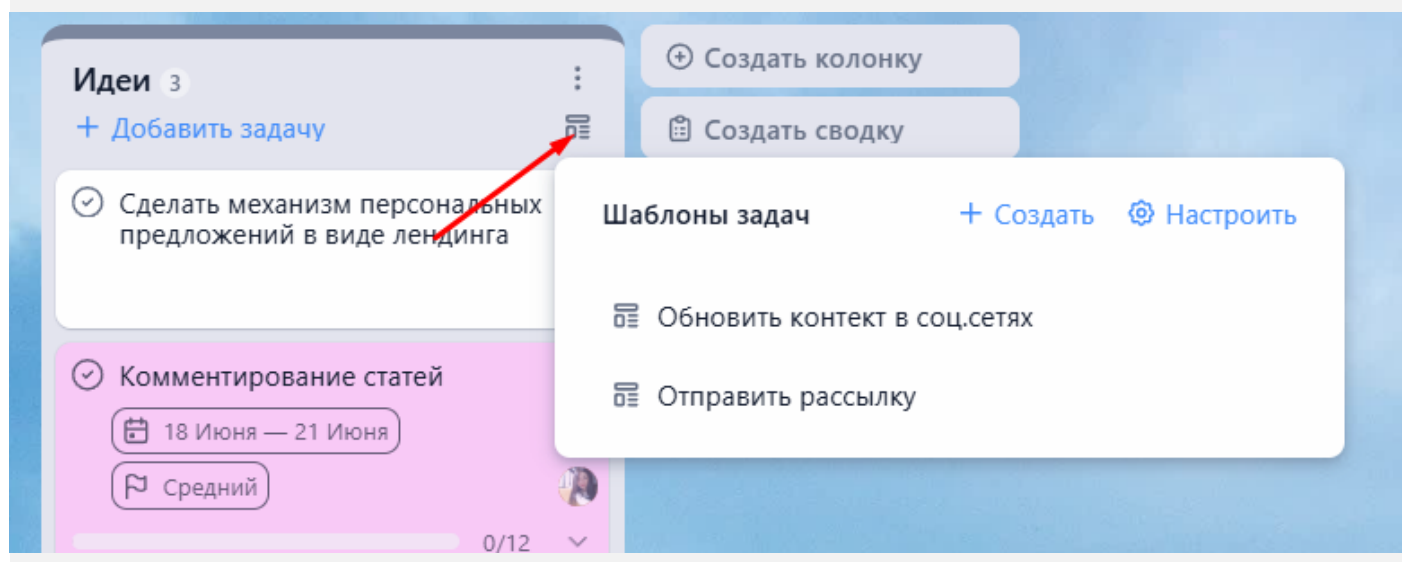 Идеи 3
+ Добавить задачу
Сделать механизм персональных
предложений в виде лендинга
Комментирование статей
18 Июня — 21 Июня
Средний
0/12
Создать колонку
Создать сводку
Шаблоны задач
+ Создать
Настроить
Обновить контект в соц.сетях
Отправить рассылку